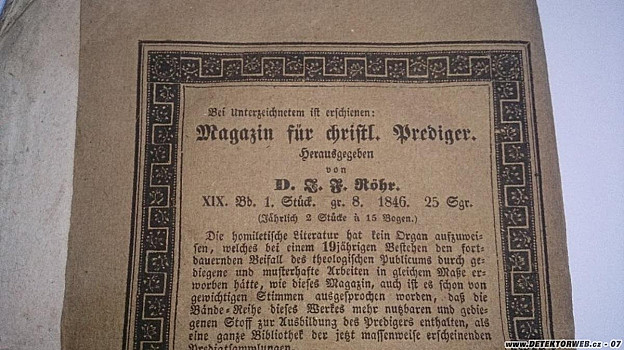 Bei Unterzeichnetem ist erschienen:
Magazin für christl. Prediger.
Herausgegeben
von
D. J. F. Röhr.
XIX. Bd. 1. Stück. gr. 8. 1846. 25 Sgr.
(Jährlich 2 Stücke à 15 Bogen.)
Die homiletische Literatur hat kein Organ aufzuwei-
sen, welches bei einem 19jährigen Bestehen den fort-
dauernden Beifall des theologischen Publicums durch ge-
diegene und musterhafte Arbeiten in gleichem Maße er-
worben hätte, wie dieses Magazin, auch ist es schon von
gewichtigen Stimmen ausgesprochen worden, daß die
Bände-Reihe dieses Werkes mehr nutzbaren und gedie-
genen Stoff zur Ausbildung des Predigers enthalten, als
eine ganze Bibliothek der jetzt massenweise erscheinenden
Predigtsammlungen.
www.DETEKTORWEB.cz - 07